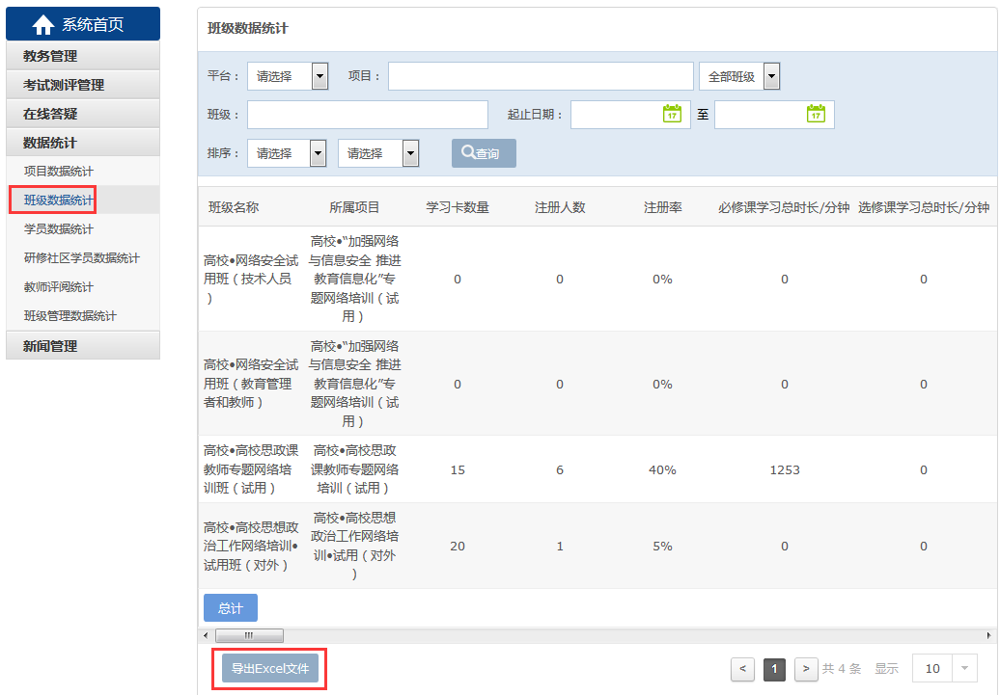 系统首页
教务管理
考试测评管理
在线答疑
数据统计
项目数据统计
班级数据统计
学员数据统计
研修社区学员数据统计
教师评阅统计
班级管理数据统计
新闻管理
班级数据统计
平台： 请选择 项目： 全部班级
班级： 起止日期： 17 至 17
排序： 请选择 请选择 查询
班级名称 所属项目 学习卡数量 注册人数 注册率 必修课学习总时长/分钟 选修课学习总时长/分钟
高校•网络安全试
用班（技术人员
）
高校•“加强网络
与信息安全 推进
教育信息化”专
题网络培训（试
用）
0 0 0% 0 0
高校•网络安全试
用班（教育管理
者和教师）
高校•“加强网络
与信息安全 推进
教育信息化”专
题网络培训（试
用）
0 0 0% 0 0
高校•高校思政课
教师专题网络培
训班（试用）
高校•高校思政
课教师专题网络
培训（试用）
15 6 40% 1253 0
高校•高校思想政
治工作网络培训•
试用班（对外）
高校•高校思想
政治工作网络培
训•试用（对外
）
20 1 5% 0 0
总计
导出Excel文件 < 1 > 共 4 条 显示 10